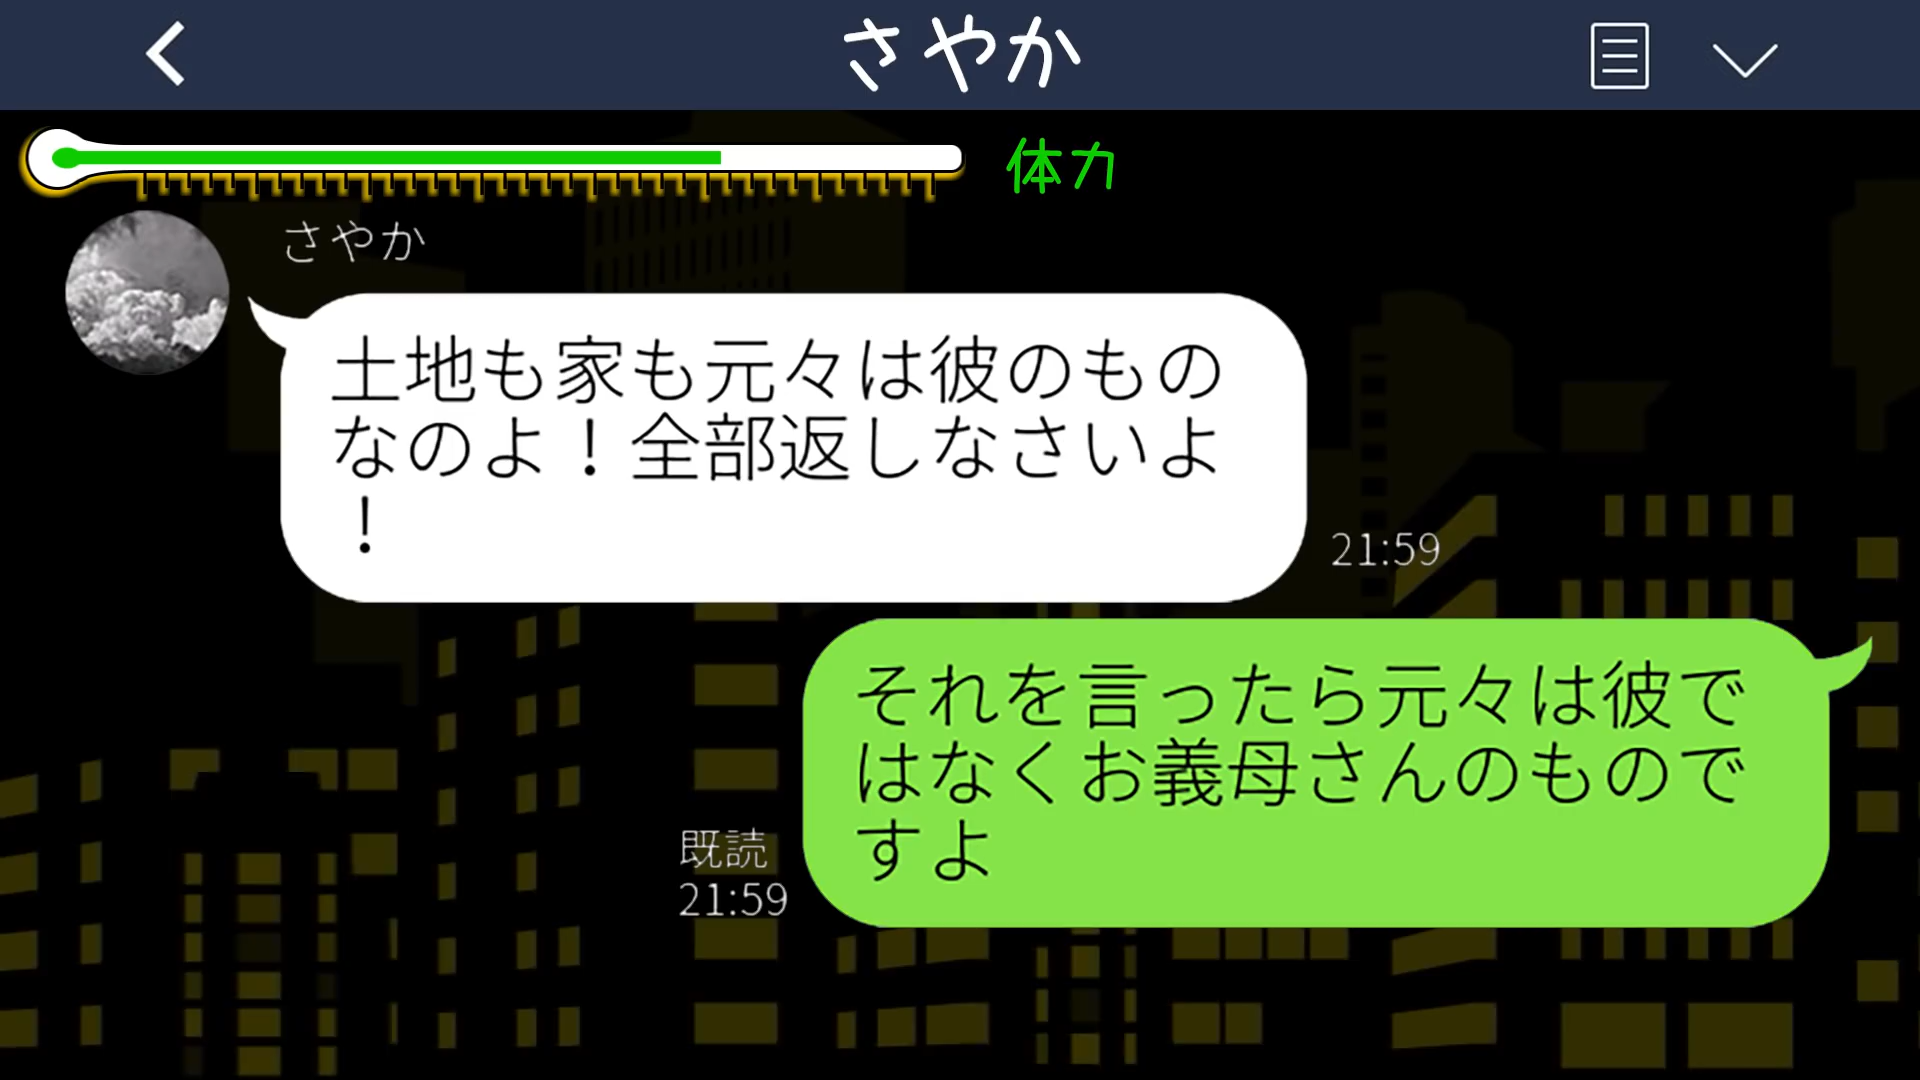 さやか
体力
さやか
土地も家も元々は彼のもの
なのよ！全部返しなさいよ
！
21:59
それを言ったら元々は彼で
はなくお義母さんのもので
すよ
既読
21:59